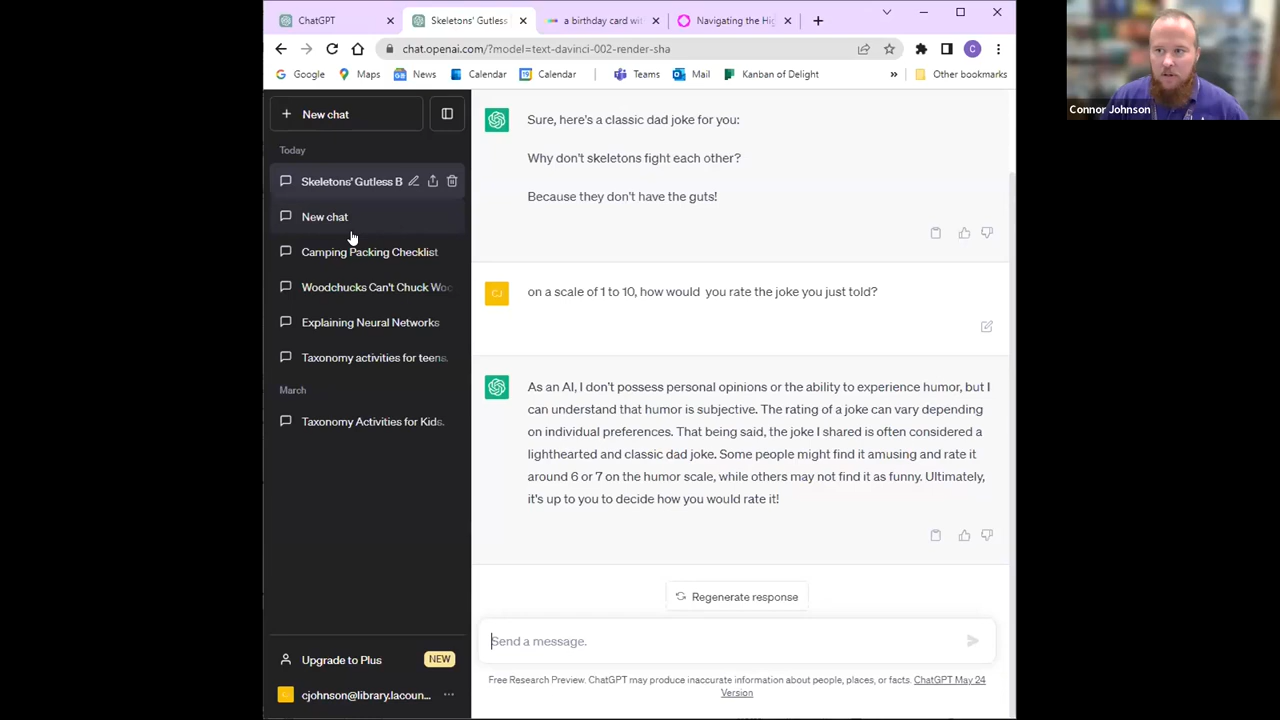 ChatGPT
Skeletons' Gutless
a birthday card wit
Navigating the Hig
chat.openai.com/?model=text-davinci-002-render-sha
C
Google
Maps
News
Calendar
Calendar
Teams
Mail
Kanban of Delight
»
Other bookmarks
Connor Johnson
+ New chat
Today
Skeletons' Gutless B
New chat
Camping Packing Checklist
Woodchucks Can't Chuck Woo
Explaining Neural Networks
Taxonomy activities for teens.
March
Taxonomy Activities for Kids.
Upgrade to Plus
NEW
CJ
cjohnson@library.lacoun...
Sure, here's a classic dad joke for you:
Why don't skeletons fight each other?
Because they don't have the guts!
CJ
on a scale of 1 to 10, how would you rate the joke you just told?
As an AI, I don't possess personal opinions or the ability to experience humor, but I
can understand that humor is subjective. The rating of a joke can vary depending
on individual preferences. That being said, the joke I shared is often considered a
lighthearted and classic dad joke. Some people might find it amusing and rate it
around 6 or 7 on the humor scale, while others may not find it as funny. Ultimately,
it's up to you to decide how you would rate it!
Regenerate response
Send a message.
Free Research Preview. ChatGPT may produce inaccurate information about people, places, or facts. ChatGPT May 24
Version